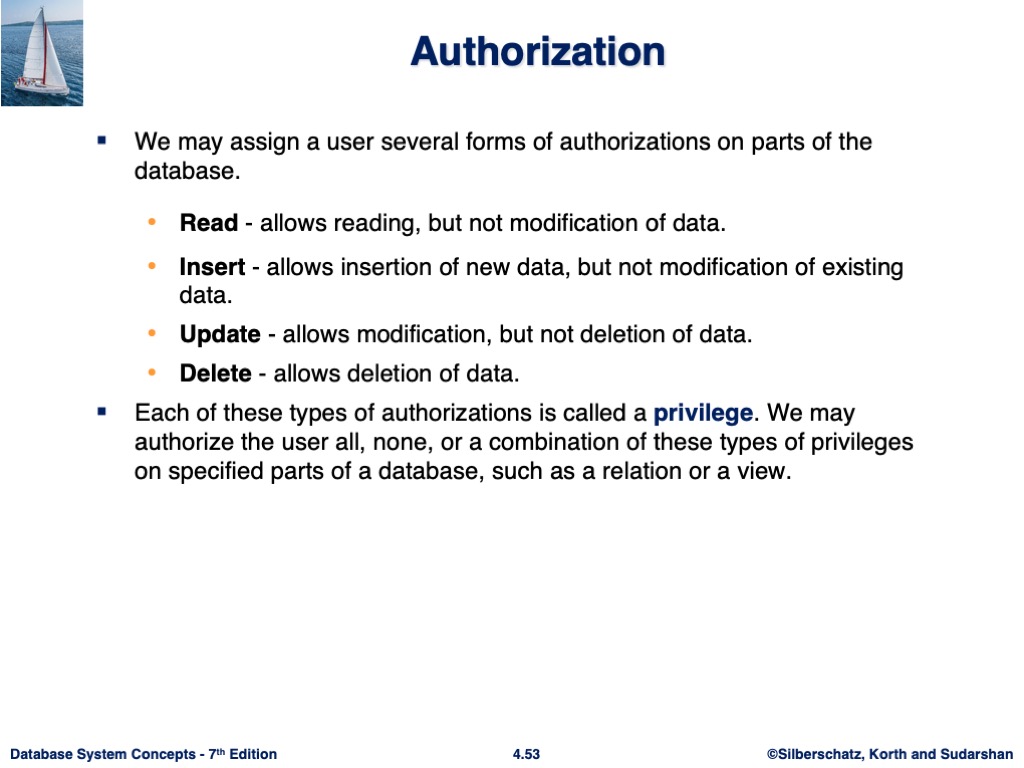 Authorization
▪ We may assign a user several forms of authorizations on parts of the
database.
• Read - allows reading, but not modification of data.
• Insert - allows insertion of new data, but not modification of existing
data.
• Update - allows modification, but not deletion of data.
• Delete - allows deletion of data.
▪ Each of these types of authorizations is called a privilege. We may
authorize the user all, none, or a combination of these types of privileges
on specified parts of a database, such as a relation or a view.
Database System Concepts - 7th Edition 4.53 ©Silberschatz, Korth and Sudarshan